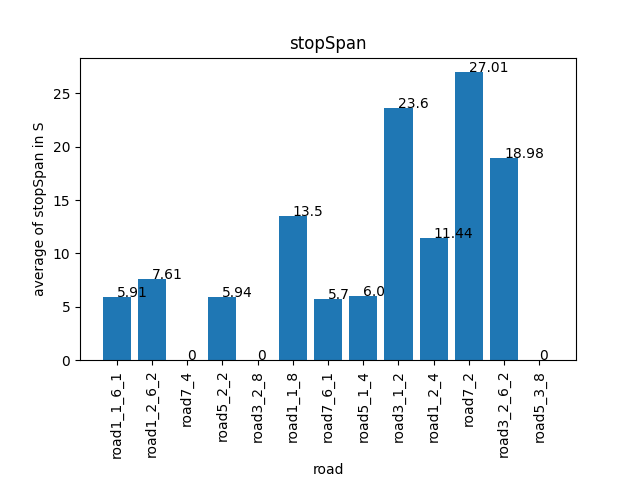 stopSpan
average of stopSpan in S
25
20
15
10
5
0
5.91
7.61
0
5.94
0
13.5
5.7
6.0
23.6
11.44
27.01
18.98
0
road1_1_6_1
road1_2_6_2
road7_4
road5_2_2
road3_2_8
road1_1_8
road7_6_1
road5_1_4
road3_1_2
road1_2_4
road7_2
road3_2_6_2
road5_3_8
road